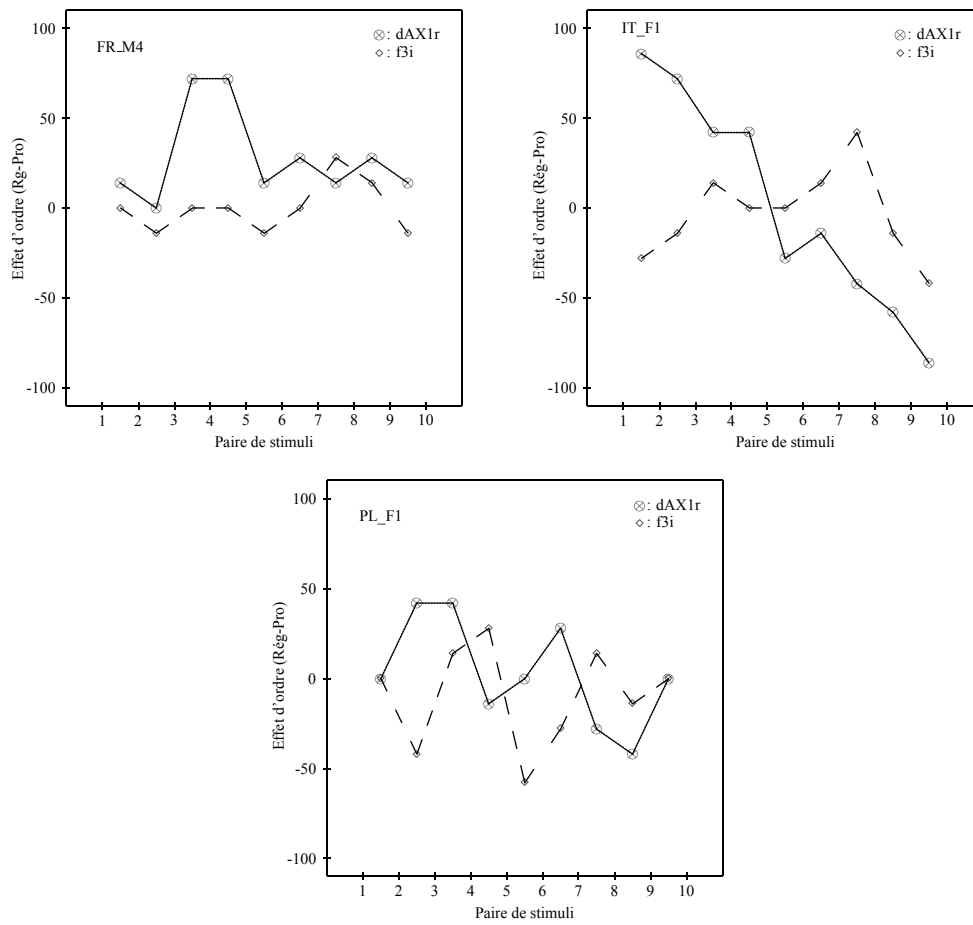 100
50
0
-50
-100
Effet d'ordre (Rg-Pro)
FR_M4
: dAX1r
: f3i
1 2 3 4 5 6 7 8 9 10
Paire de stimuli
100
50
0
-50
-100
Effet d'ordre (Rég-Pro)
IT_F1
: dAX1r
: f3i
1 2 3 4 5 6 7 8 9 10
Paire de stimuli
100
50
0
-50
-100
Effet d'ordre (Rég-Pro)
PL_F1
: dAX1r
: f3i
1 2 3 4 5 6 7 8 9 10
Paire de stimuli